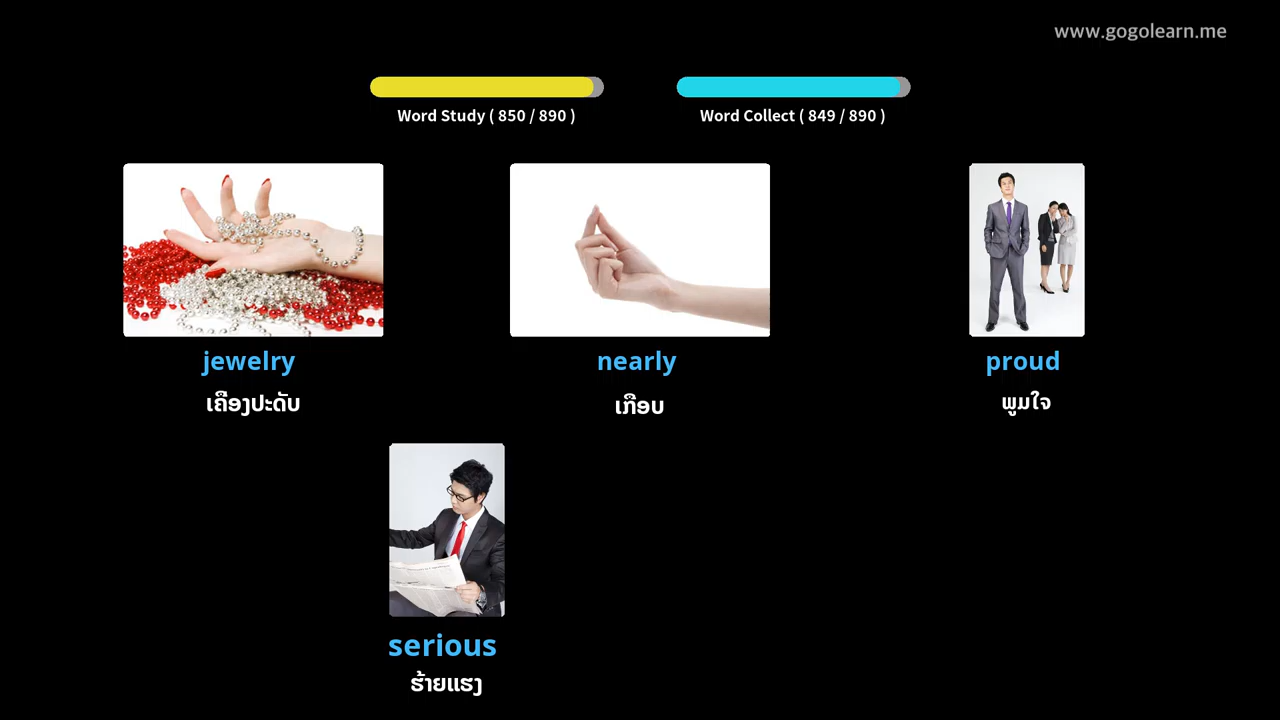 www.gogolearn.me
Word Study ( 850 / 890 )
Word Collect ( 849 / 890 )
jewelry
ເຄືອງປະດັບ
nearly
ເກືອບ
proud
ພູມໃຈ
serious
ຮ້າຍແຮງ